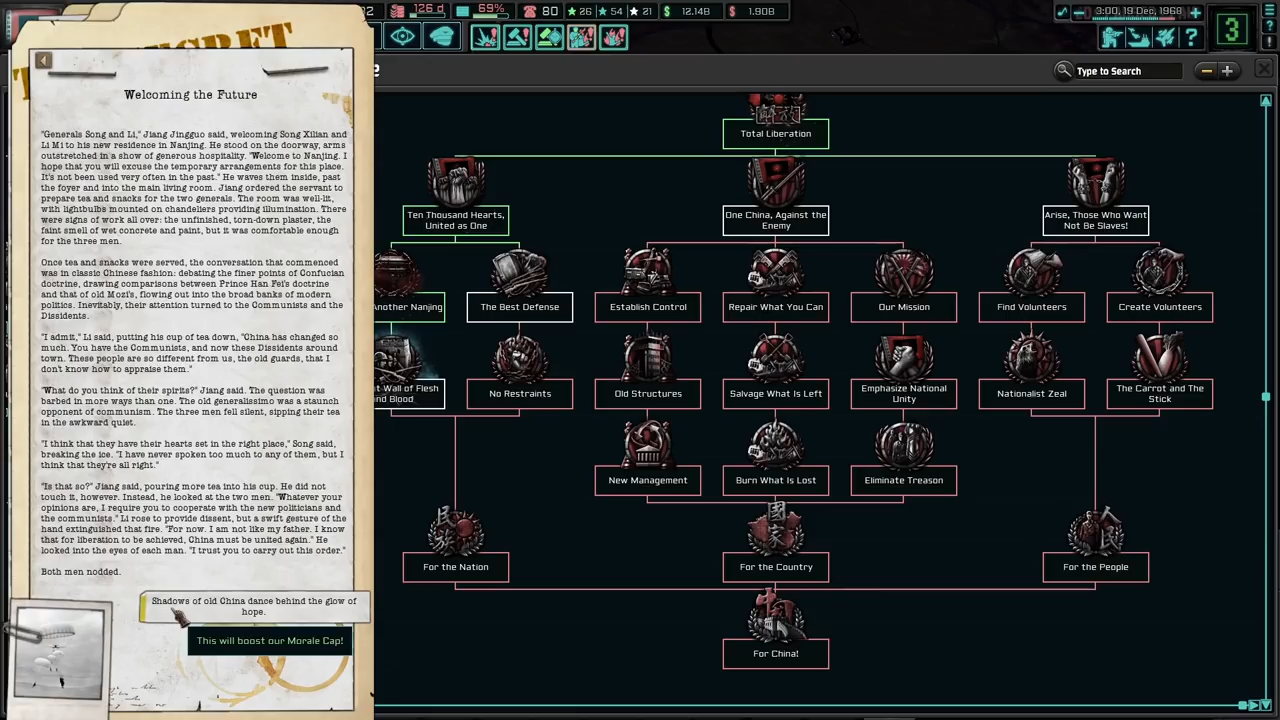 126 d
69%
80
26
54
21
12.14B
1.90B
3:00, 19 Dec, 1968
3
Type to Search
Welcoming the Future
"Generals Song and Li," Jiang Jingguo said, welcoming Song Xilian and
Li Mi to his new residence in Nanjing. He stood on the doorway, arms
outstretched in a show of generous hospitality. "Welcome to Nanjing. I
hope that you will excuse the temporary arrangements for this place.
It's not been used very often in the past." He waves them inside, past
the foyer and into the main living room. Jiang ordered the servant to
prepare tea and snacks for the two generals. The room was well-lit,
with lightbulbs mounted on chandeliers providing illumination. There
were signs of work all over: the unfinished, torn-down plaster, the
faint smell of wet concrete and paint, but it was comfortable enough
for the three men.
Once tea and snacks were served, the conversation that commenced
was in classic Chinese fashion: debating the finer points of Confucian
doctrine, drawing comparisons between Prince Han Fei's doctrine
and that of old Mozi's, flowing out into the broad banks of modern
politics. Inevitably, their attention turned to the Communists and the
Dissidents.
"I admit," Li said, putting his cup of tea down, "China has changed so
much. You have the Communists, and now these Dissidents around
town. These people are so different from us, the old guards, that I
don't know how to appraise them."
"What do you think of their spirits?" Jiang said. The question was
barbed in more ways than one. The old generalissimo was a staunch
opponent of communism. The three men fell silent, sipping their tea
in the awkward quiet.
"I think that they have their hearts set in the right place," Song said,
breaking the ice. "I have never spoken too much to any of them, but I
think that they're all right."
"Is that so?" Jiang said, pouring more tea into his cup. He did not
touch it, however. Instead, he looked at the two men. "Whatever your
opinions are, I require you to cooperate with the new politicians and
the communists." Li rose to provide dissent, but a swift gesture of the
hand extinguished that fire. "For now. I am not like my father. I know
that for liberation to be achieved, China must be united again." He
looked into the eyes of each man. "I trust you to carry out this order."
Both men nodded.
Shadows of old China dance behind the glow of
hope.
This will boost our Morale Cap!
Total Liberation
Ten Thousand Hearts,
United as One
One China, Against the
Enemy
Arise, Those Who Want
Not Be Slaves!
Another Nanjing
The Best Defense
Establish Control
Repair What You Can
Our Mission
Find Volunteers
Create Volunteers
Wall of Flesh
and Blood
No Restraints
Old Structures
Salvage What Is Left
Emphasize National
Unity
Nationalist Zeal
The Carrot and The
Stick
New Management
Burn What Is Lost
Eliminate Treason
民族
國家
人民
For the Nation
For the Country
For the People
For China!